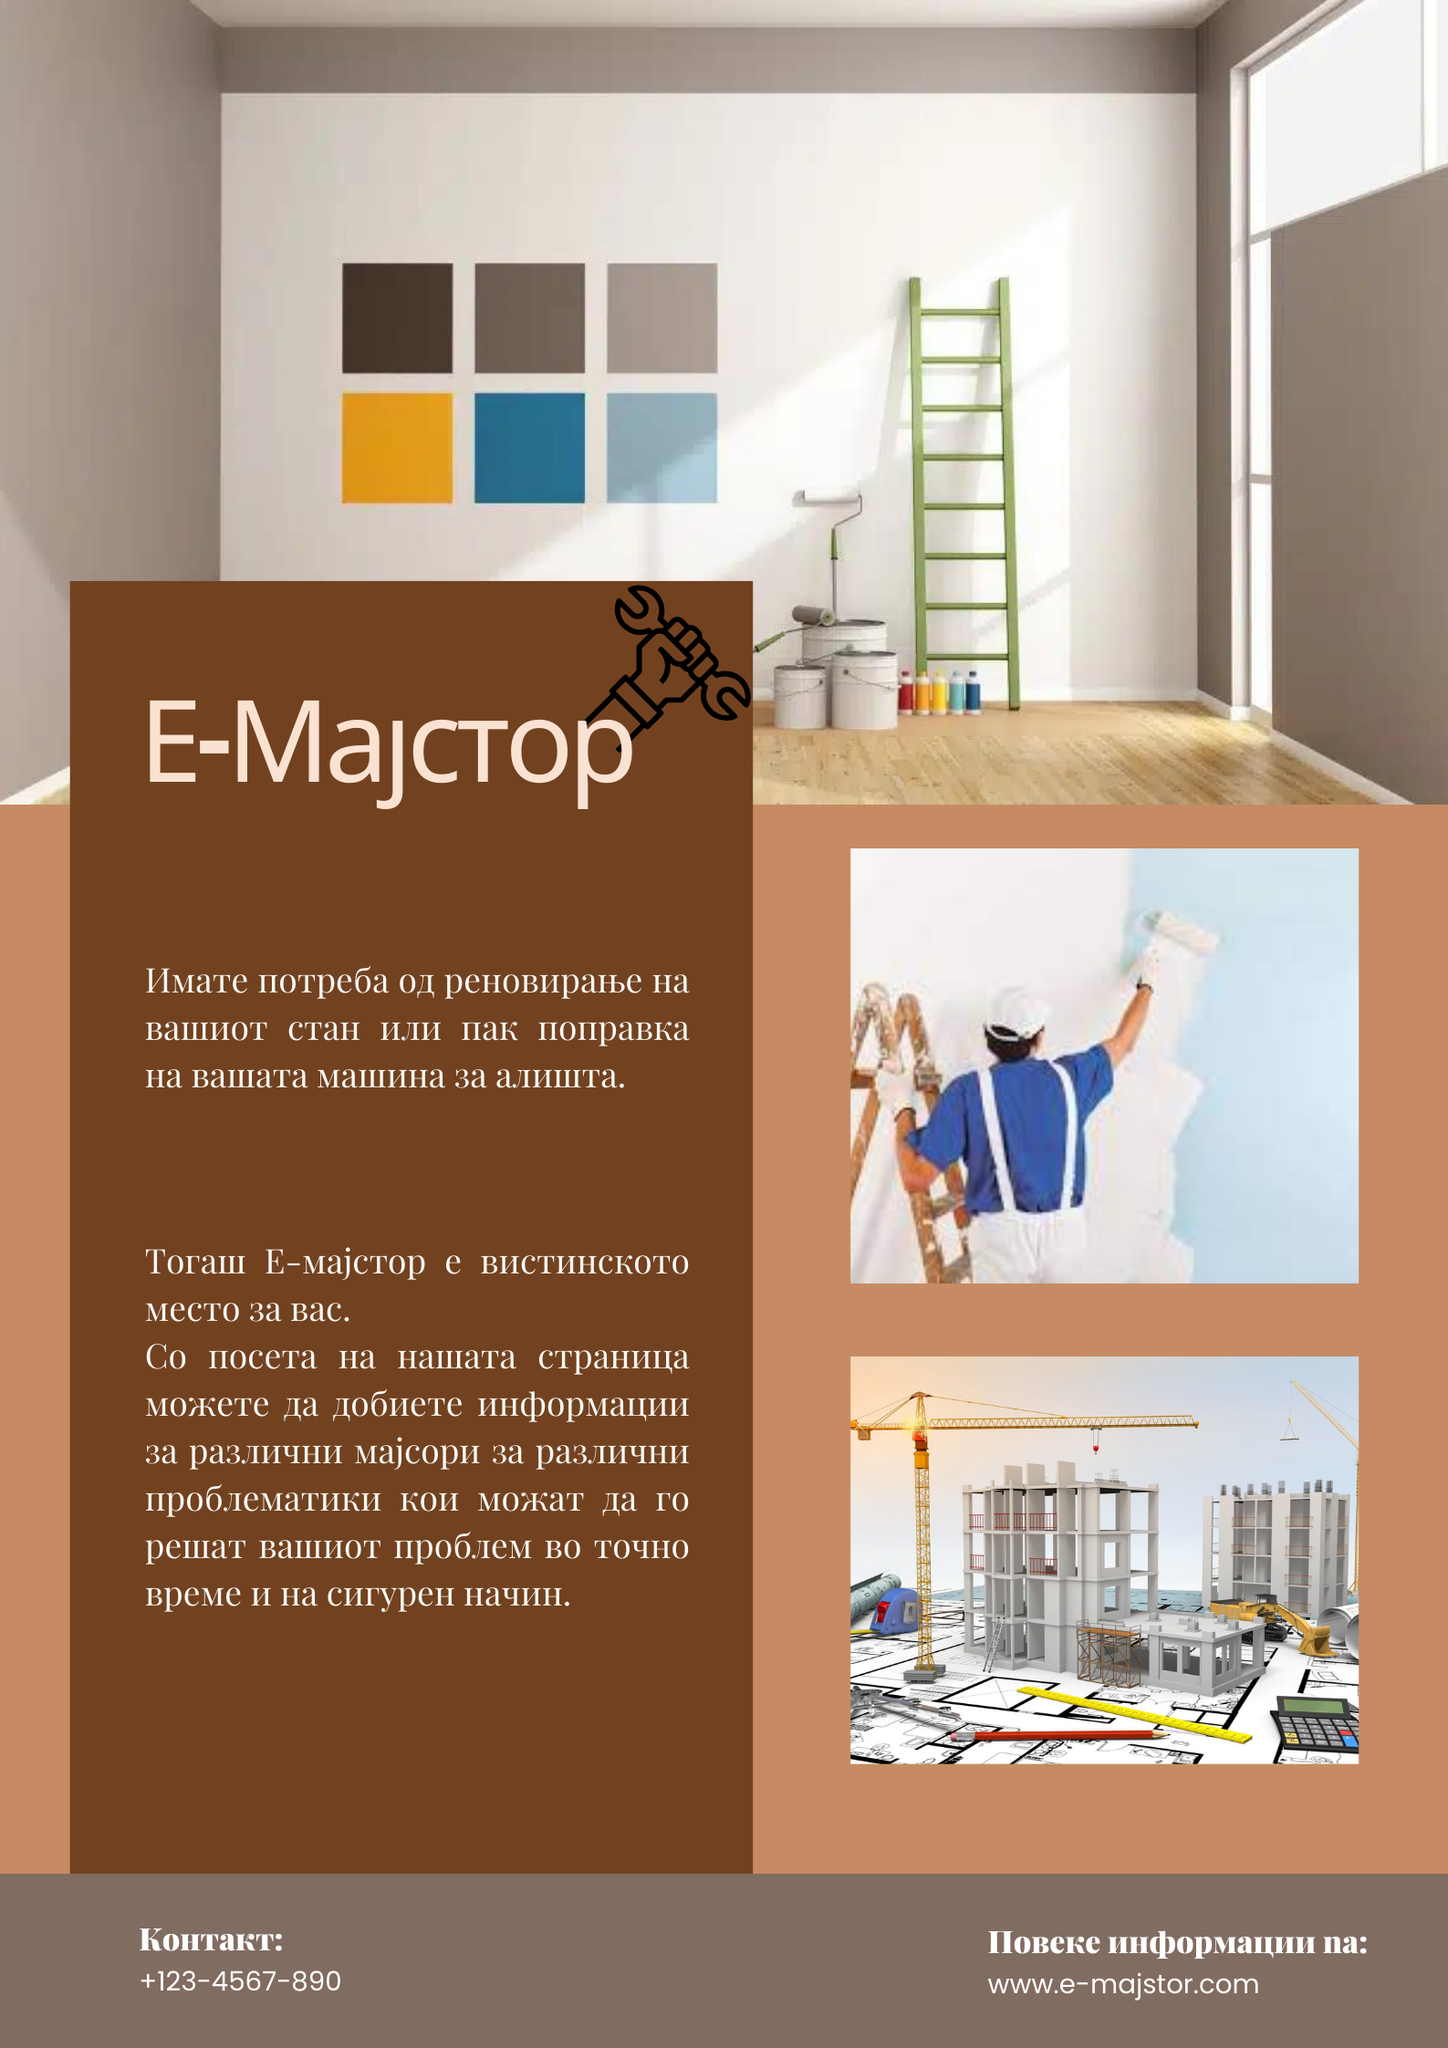 Е-Мајстор
Имате потреба од реновирање на
вашиот стан или пак поправка
на вашата машина за алишта.
Тогаш Е-мајстор е вистинското
место за вас.
Со посета на нашата страница
можете да добиете информации
за различни мајсори за различни
проблематики кои можат да го
решат вашиот проблем во точно
време и на сигурен начин.
Контакт:
+123-4567-890
Повеке информации na:
www.e-majstor.com